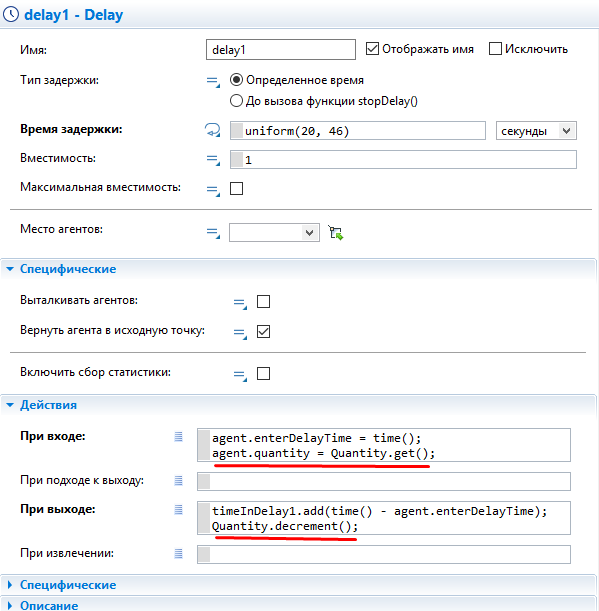 delay1 - Delay
Имя: delay1 Отображать имя Исключить
Тип задержки: Определенное время
До вызова функции stopDelay()
Время задержки: uniform(20, 46) секунды
Вместимость: 1
Максимальная вместимость:
Место агентов:
Специфические
Выталкивать агентов:
Вернуть агента в исходную точку:
Включить сбор статистики:
Действия
При входе: agent.enterDelayTime = time();
agent.quantity = Quantity.get();
При подходе к выходу:
При выходе: timeInDelay1.add(time() - agent.enterDelayTime);
Quantity.decrement();
При извлечении:
Специфические
Описание